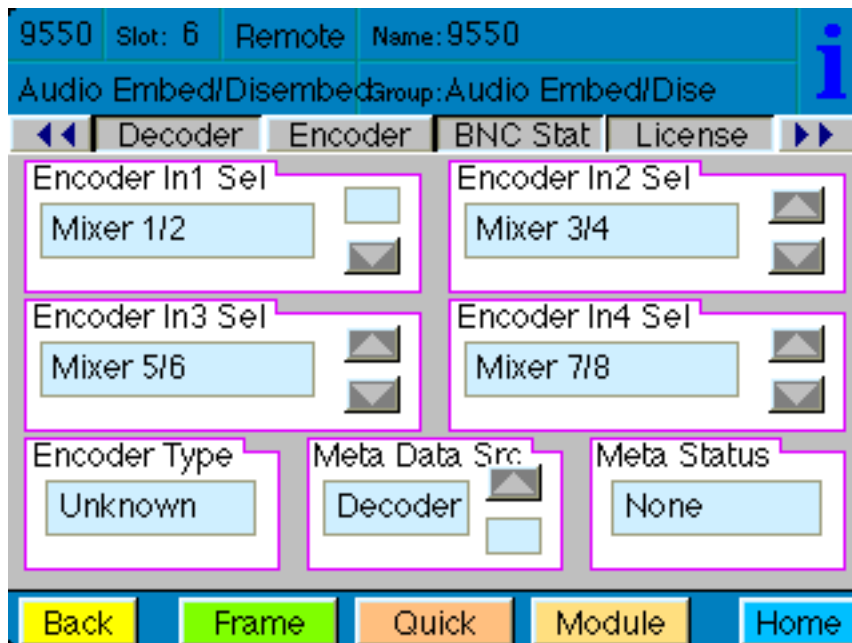 9550 Slot: 6 Remote Name: 9550
Audio Embed/Disembed Group: Audio Embed/Dise
i
Decoder Encoder BNC Stat License
Encoder In1 Sel Encoder In2 Sel
Mixer 1/2 Mixer 3/4
Encoder In3 Sel Encoder In4 Sel
Mixer 5/6 Mixer 7/8
Encoder Type Meta Data Src Meta Status
Unknown Decoder None
Back Frame Quick Module Home